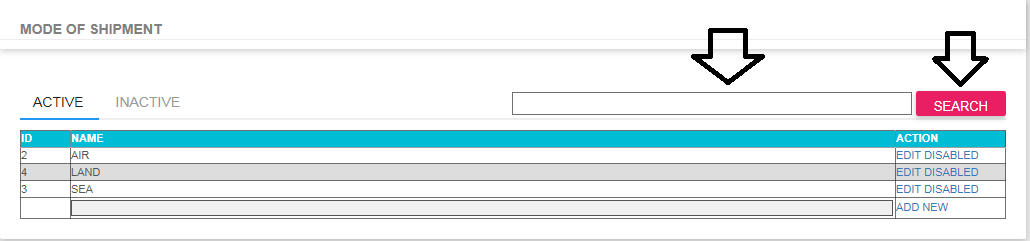 MODE OF SHIPMENT
ACTIVE INACTIVE SEARCH
ID NAME ACTION
2 AIR EDIT DISABLED
4 LAND EDIT DISABLED
3 SEA EDIT DISABLED
ADD NEW